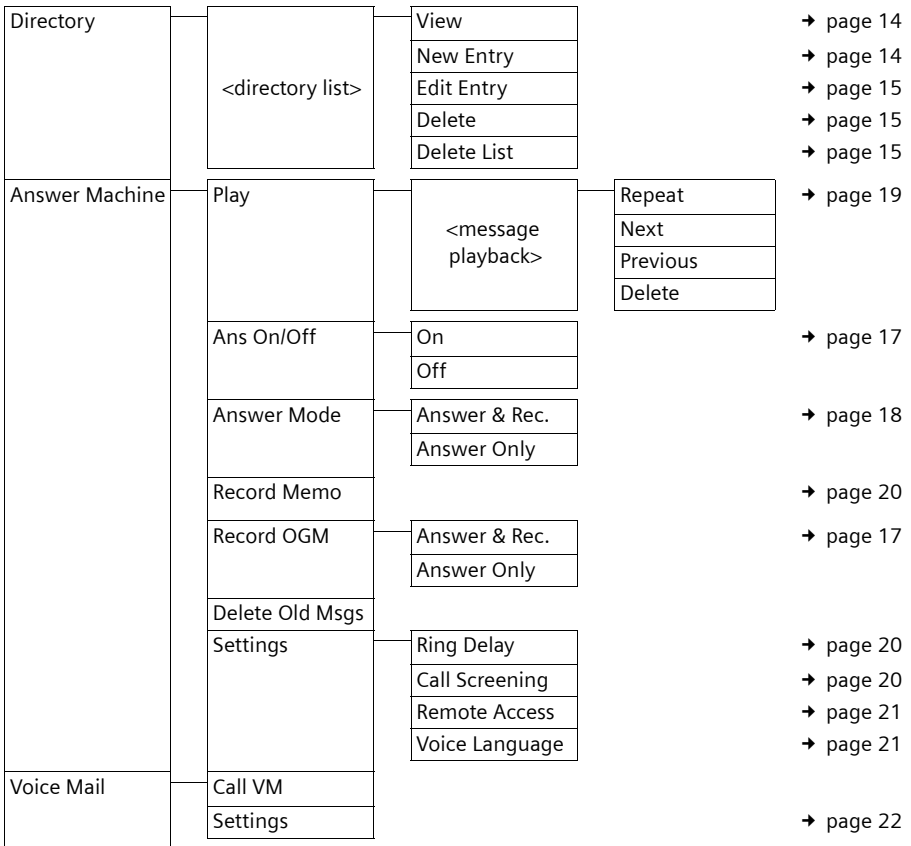 Directory View ➔ page 14
New Entry ➔ page 14
<directory list> Edit Entry ➔ page 15
Delete ➔ page 15
Delete List ➔ page 15
Answer Machine Play Repeat ➔ page 19
<message Next
playback> Previous
Delete
Ans On/Off On ➔ page 17
Off
Answer Mode Answer & Rec. ➔ page 18
Answer Only
Record Memo ➔ page 20
Record OGM Answer & Rec. ➔ page 17
Answer Only
Delete Old Msgs
Settings Ring Delay ➔ page 20
Call Screening ➔ page 20
Remote Access ➔ page 21
Voice Language ➔ page 21
Voice Mail Call VM
Settings ➔ page 22